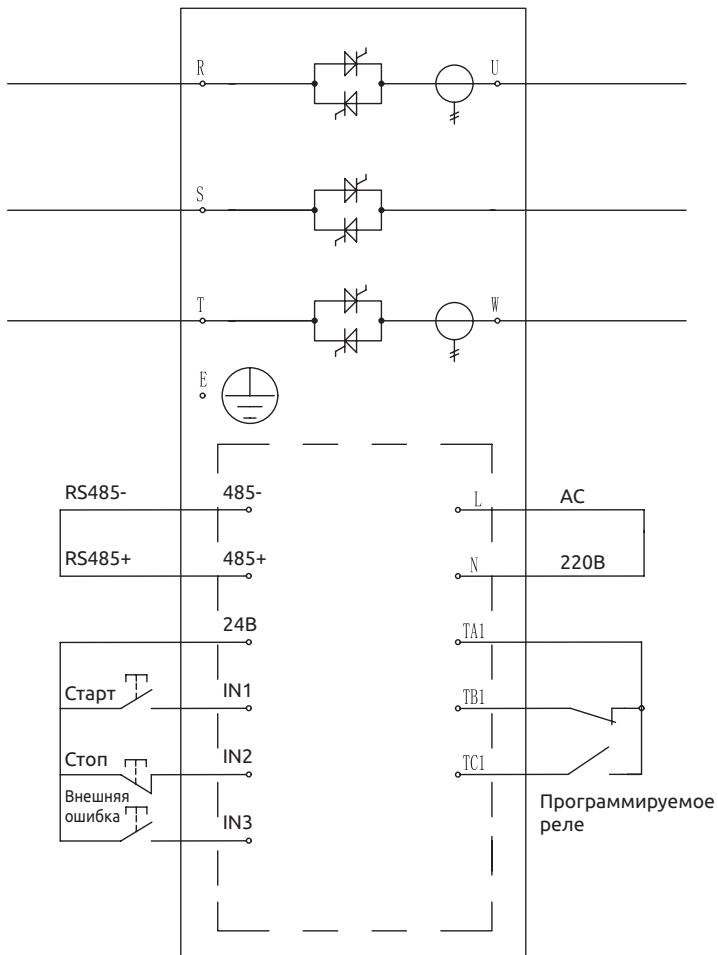 R
U
S
T
W
E
RS485-
485-
L
AC
RS485+
485+
N
220В
24В
TA1
Старт
IN1
TB1
Стоп
IN2
TC1
Внешняя
ошибка
IN3
Программируемое
реле